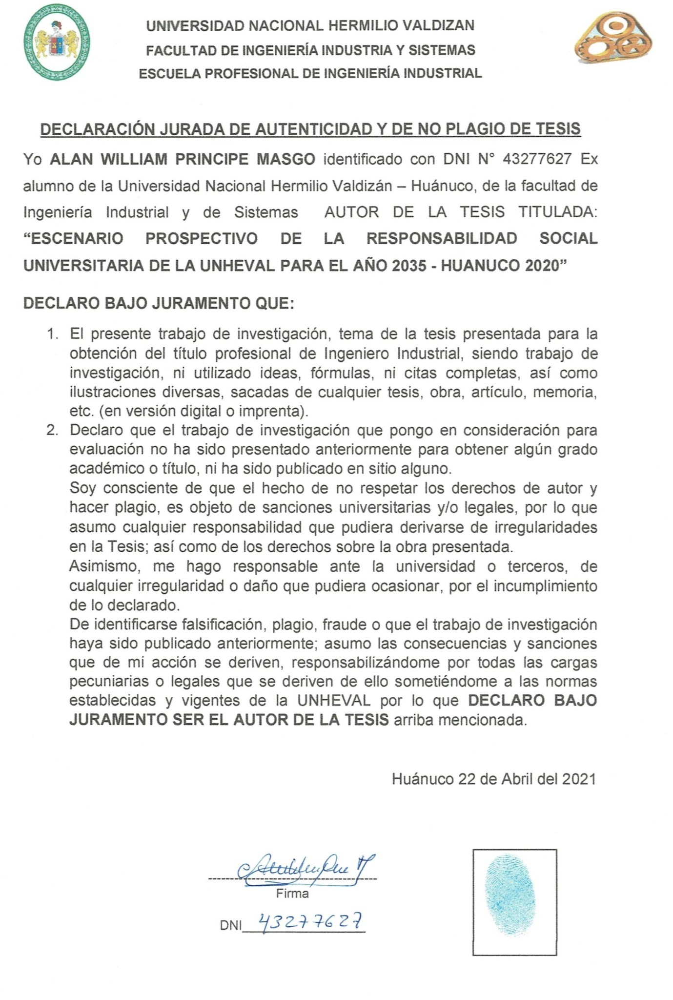 UNIVERSIDAD NACIONAL HERMILIO VALDIZAN
FACULTAD DE INGENIERÍA INDUSTRIA Y SISTEMAS
ESCUELA PROFESIONAL DE INGENIERÍA INDUSTRIAL
DECLARACIÓN JURADA DE AUTENTICIDAD Y DE NO PLAGIO DE TESIS
Yo ALAN WILLIAM PRINCIPE MASGO identificado con DNI N° 43277627 Ex
alumno de la Universidad Nacional Hermilio Valdizán – Huánuco, de la facultad de
Ingeniería Industrial y de Sistemas AUTOR DE LA TESIS TITULADA:
“ESCENARIO PROSPECTIVO DE LA RESPONSABILIDAD SOCIAL
UNIVERSITARIA DE LA UNHEVAL PARA EL AÑO 2035 - HUANUCO 2020”
DECLARO BAJO JURAMENTO QUE:
1. El presente trabajo de investigación, tema de la tesis presentada para la
obtención del título profesional de Ingeniero Industrial, siendo trabajo de
investigación, ni utilizado ideas, fórmulas, ni citas completas, así como
ilustraciones diversas, sacadas de cualquier tesis, obra, artículo, memoria,
etc. (en versión digital o imprenta).
2. Declaro que el trabajo de investigación que pongo en consideración para
evaluación no ha sido presentado anteriormente para obtener algún grado
académico o título, ni ha sido publicado en sitio alguno.
Soy consciente de que el hecho de no respetar los derechos de autor y
hacer plagio, es objeto de sanciones universitarias y/o legales, por lo que
asumo cualquier responsabilidad que pudiera derivarse de irregularidades
en la Tesis; así como de los derechos sobre la obra presentada.
Asimismo, me hago responsable ante la universidad o terceros, de
cualquier irregularidad o daño que pudiera ocasionar, por el incumplimiento
de lo declarado.
De identificarse falsificación, plagio, fraude o que el trabajo de investigación
haya sido publicado anteriormente; asumo las consecuencias y sanciones
que de mi acción se deriven, responsabilizándome por todas las cargas
pecuniarias o legales que se deriven de ello sometiéndome a las normas
establecidas y vigentes de la UNHEVAL por lo que DECLARO BAJO
JURAMENTO SER EL AUTOR DE LA TESIS arriba mencionada.
Huánuco 22 de Abril del 2021
Firma
DNI 43277627